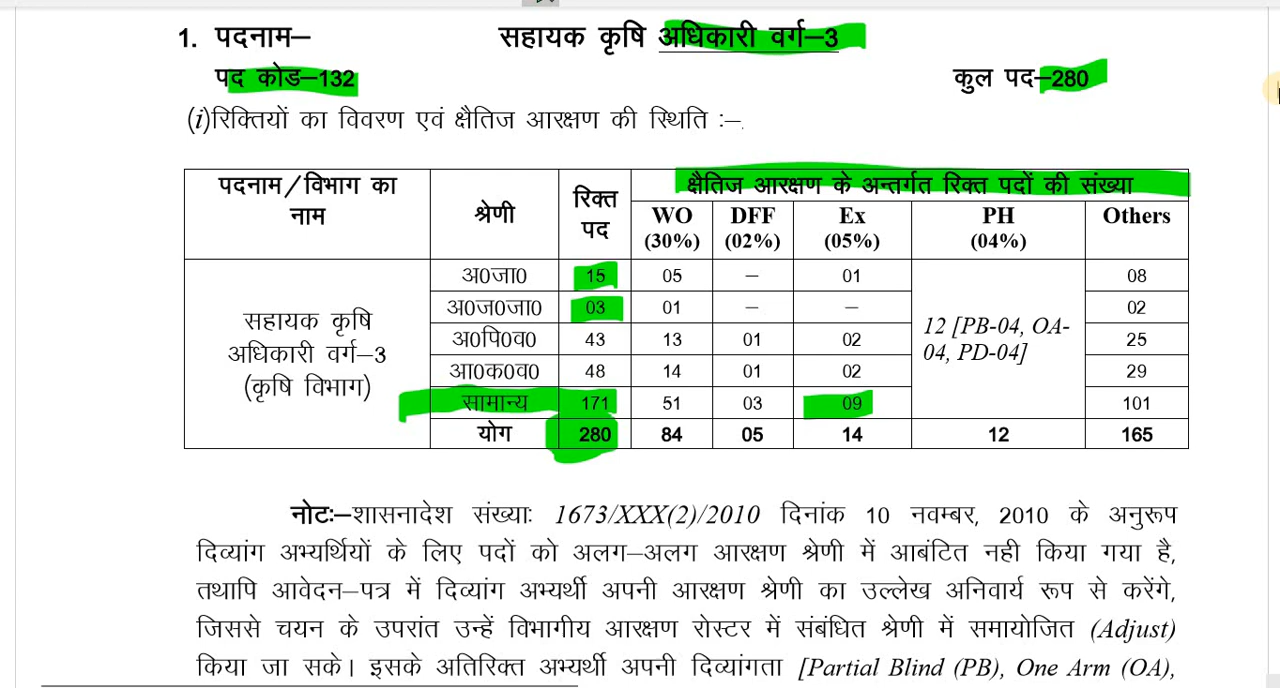 1. पदनाम– सहायक कृषि अधिकारी वर्ग–3
पद कोड–132 कुल पद–280
(i)रिक्तियों का विवरण एवं क्षैतिज आरक्षण की स्थिति :–.
पदनाम/विभाग का नाम श्रेणी रिक्त पद क्षैतिज आरक्षण के अन्तर्गत रिक्त पदों की संख्या
WO (30%) DFF (02%) Ex (05%) PH (04%) Others
सहायक कृषि अधिकारी वर्ग–3 (कृषि विभाग)
अ0जा0 15 05 – 01 08
अ0ज0जा0 03 01 – – 02
अ0पि0व0 43 13 01 02 25
आ0क0व0 48 14 01 02 29
सामान्य 171 51 03 09 101
12 [PB-04, OA-
04, PD-04]
योग 280 84 05 14 12 165
नोटः–शासनादेश संख्याः 1673/XXX(2)/2010 दिनांक 10 नवम्बर, 2010 के अनुरूप
दिव्यांग अभ्यर्थियों के लिए पदों को अलग–अलग आरक्षण श्रेणी में आबंटित नही किया गया है,
तथापि आवेदन–पत्र में दिव्यांग अभ्यर्थी अपनी आरक्षण श्रेणी का उल्लेख अनिवार्य रूप से करेंगे,
जिससे चयन के उपरांत उन्हें विभागीय आरक्षण रोस्टर में संबंधित श्रेणी में समायोजित (Adjust)
किया जा सके। इसके अतिरिक्त अभ्यर्थी अपनी दिव्यांगता [Partial Blind (PB), One Arm (OA),